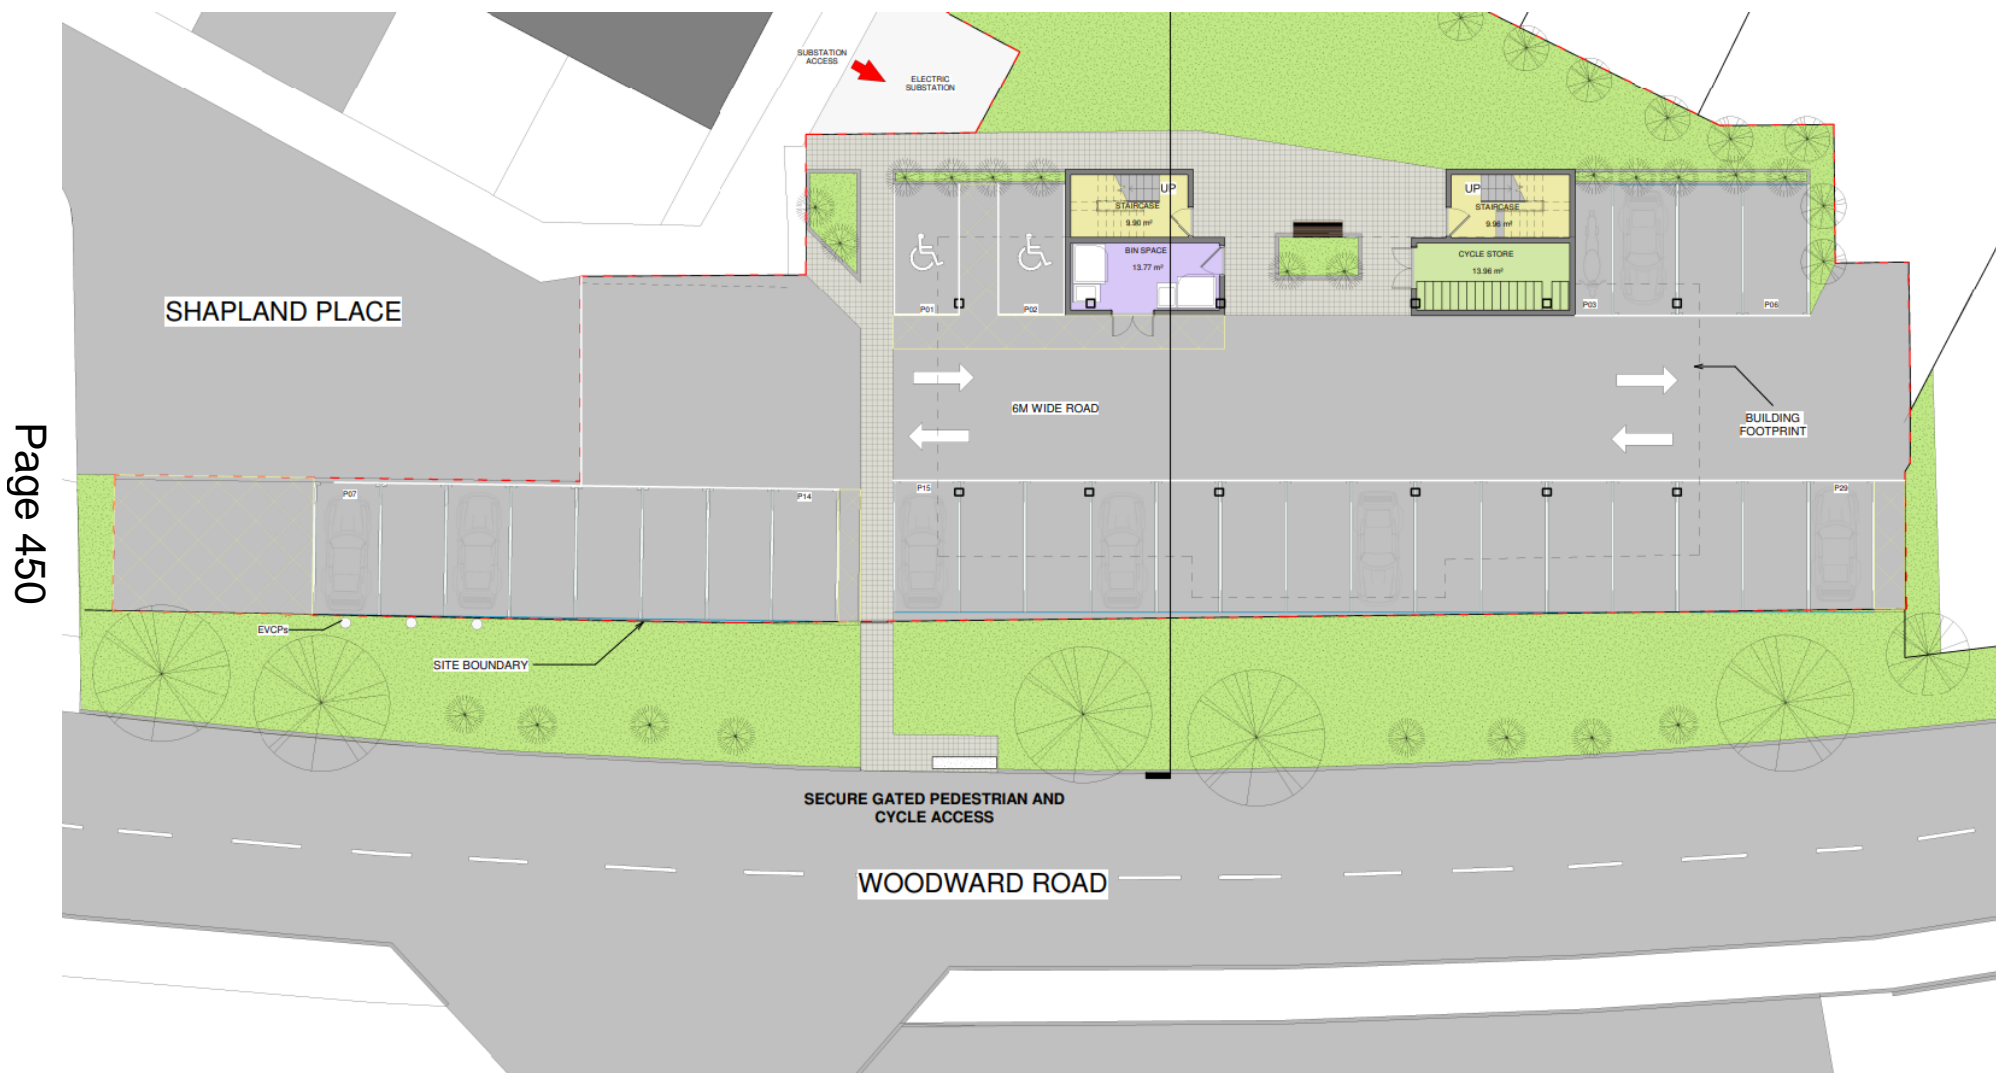 SUBSTATION
ACCESS
ELECTRIC
SUBSTATION
UP
STAIRCASE
9.90 m²
UP
STAIRCASE
9.96 m²
BIN SPACE
13.77 m²
CYCLE STORE
13.96 m²
P01
P02
P03
P06
SHAPLAND PLACE
6M WIDE ROAD
BUILDING
FOOTPRINT
P07
P14
P15
P29
EVCPs
SITE BOUNDARY
SECURE GATED PEDESTRIAN AND
CYCLE ACCESS
WOODWARD ROAD
Page 450